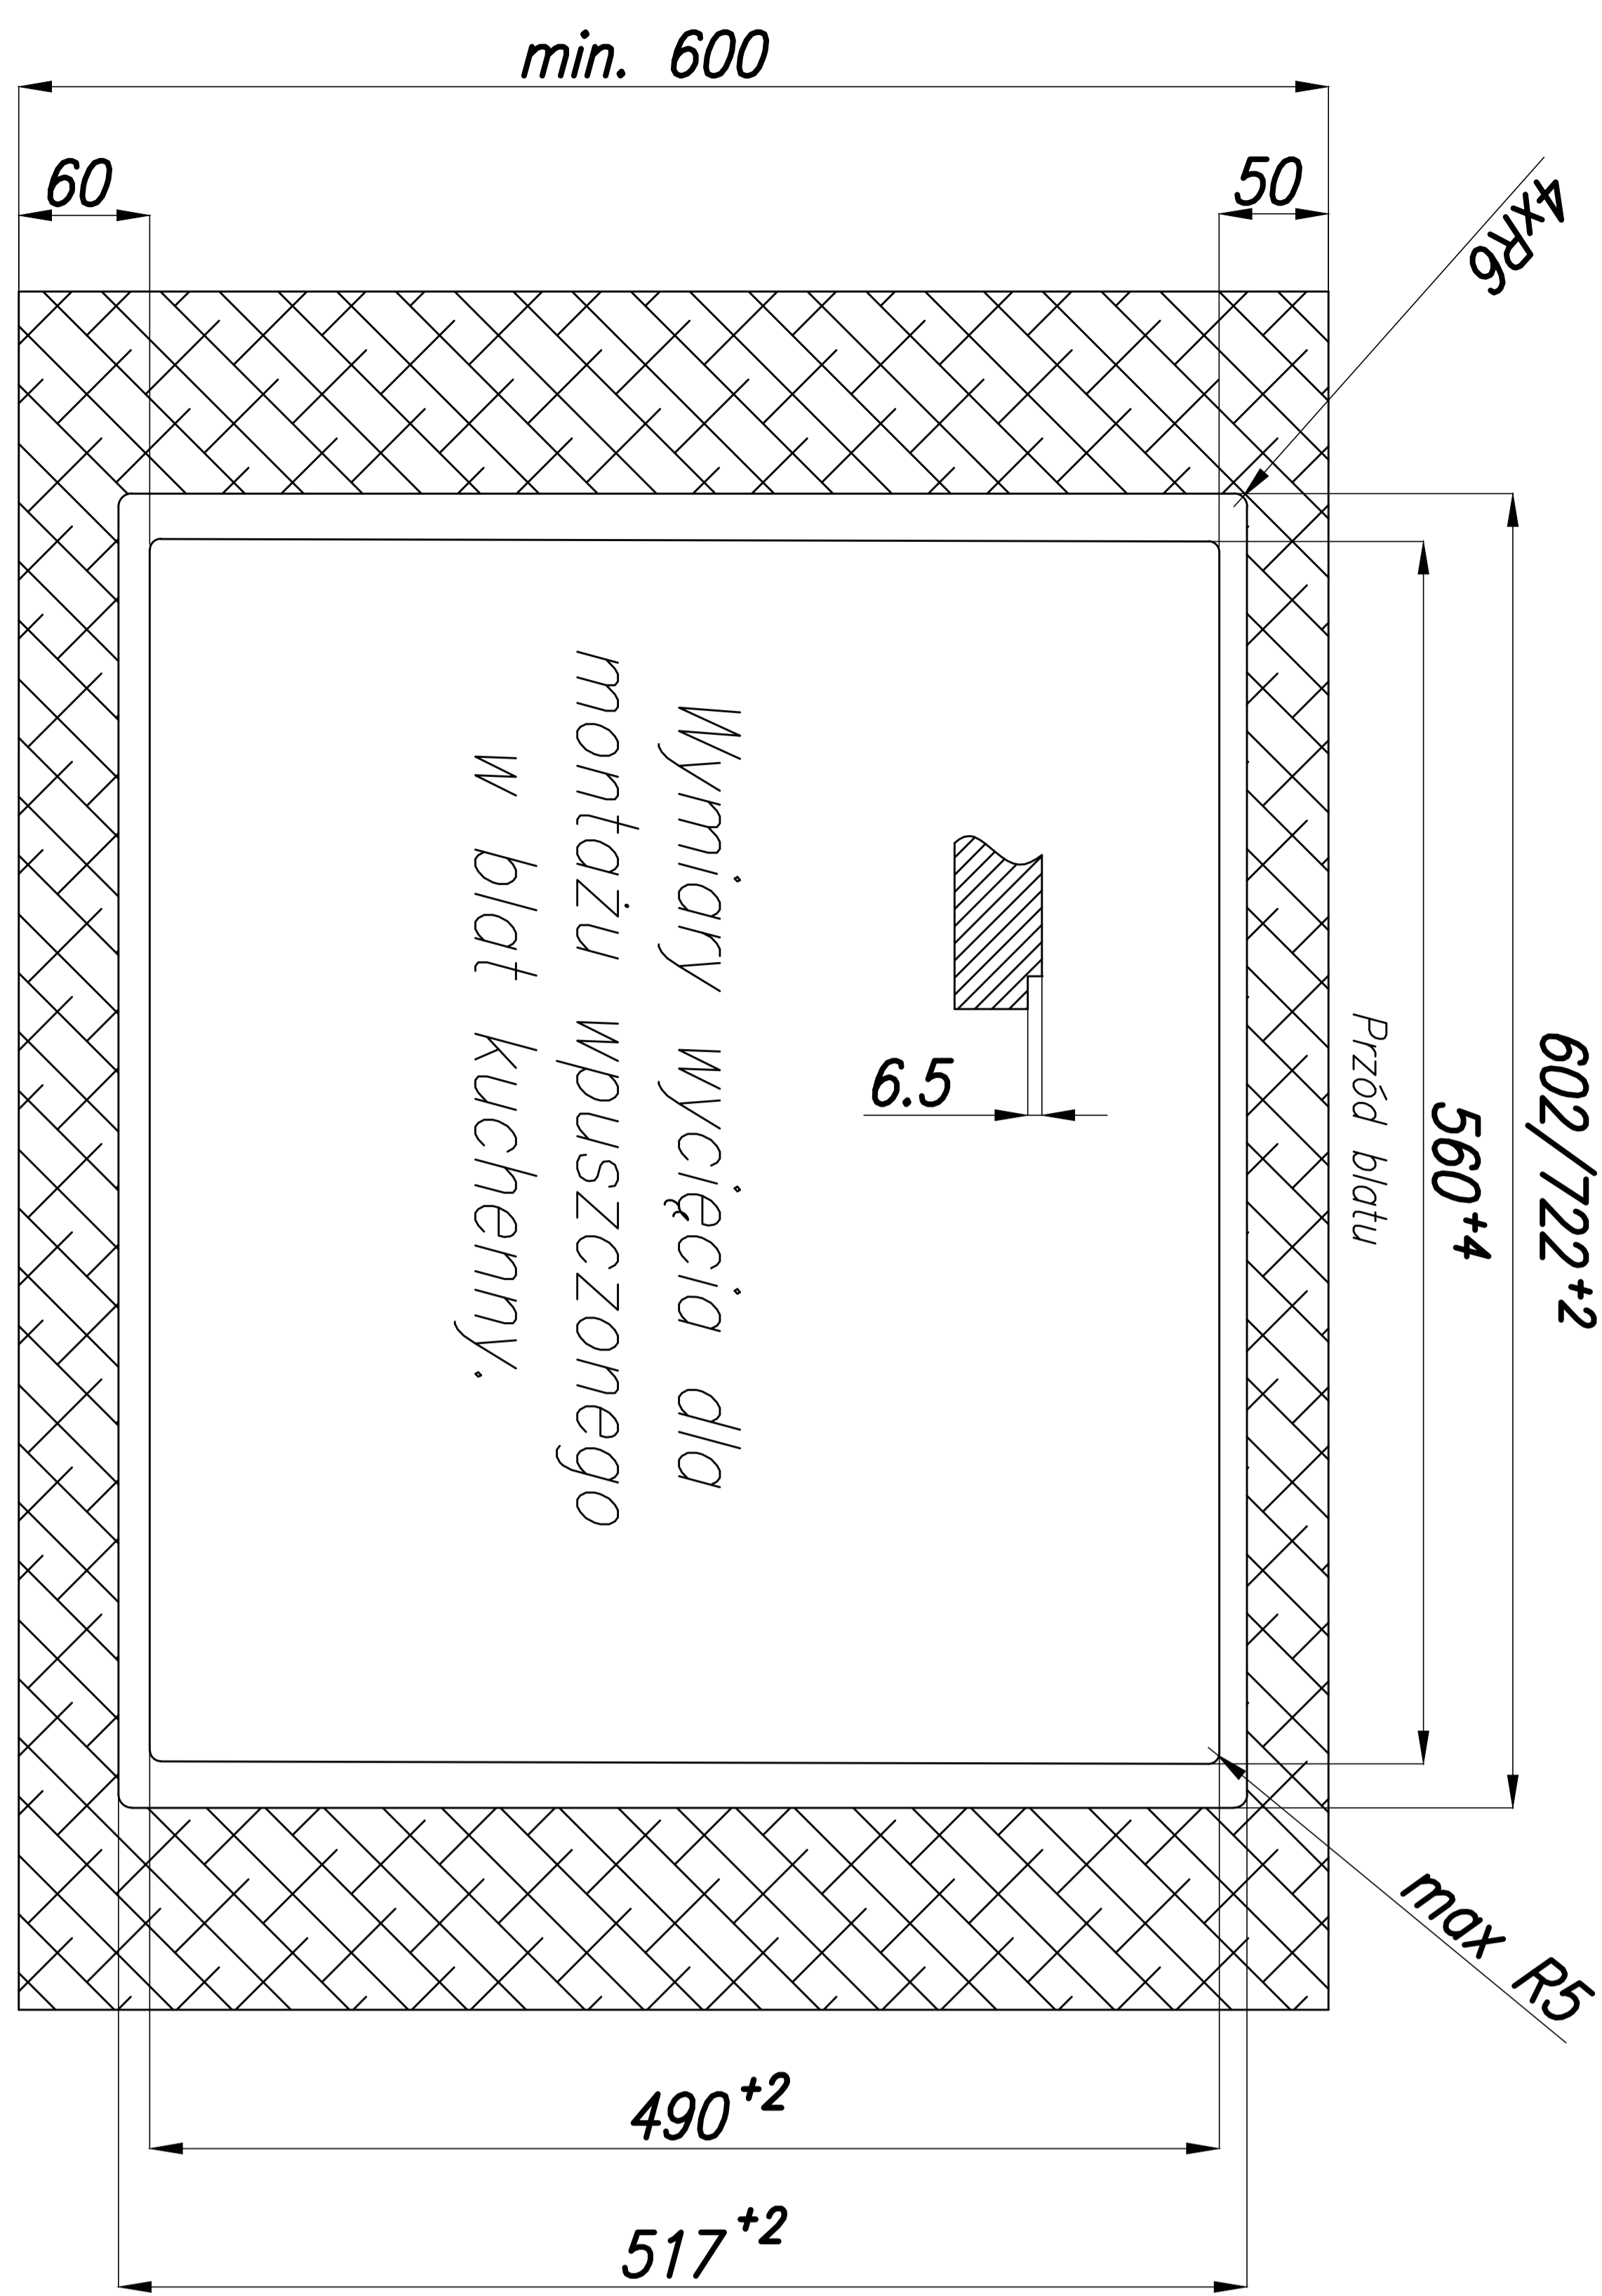 min. 600
60
50
4xR6
Wymiary wycięcia dla
montażu wpuszczonego
w blat kuchenny.
6.5
Przód blatu
560+4
602/722+2
max R5
490+2
517+2